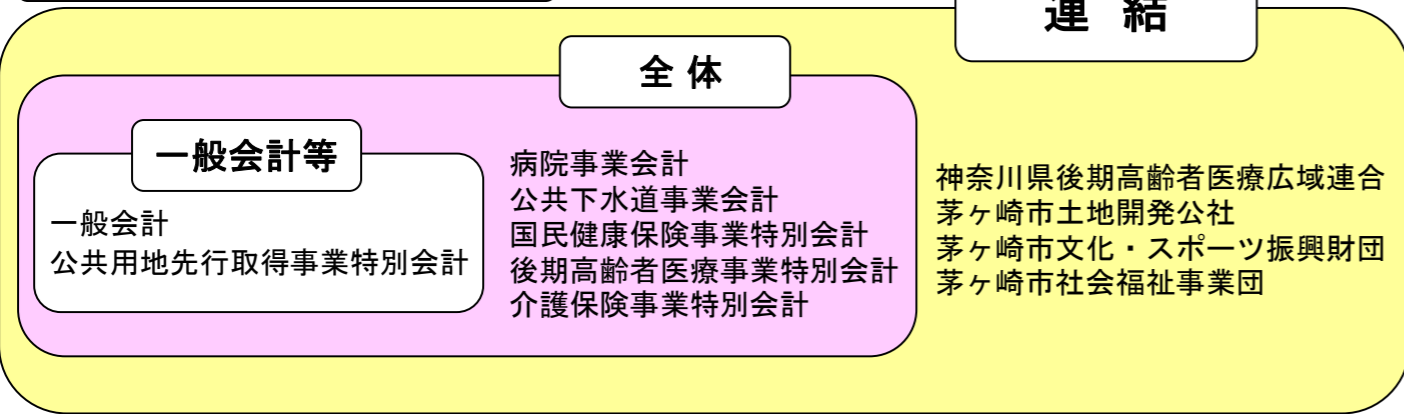 連 結
全 体
一般会計等
一般会計
公共用地先行取得事業特別会計
病院事業会計
公共下水道事業会計
国民健康保険事業特別会計
後期高齢者医療事業特別会計
介護保険事業特別会計
神奈川県後期高齢者医療広域連合
茅ヶ崎市土地開発公社
茅ヶ崎市文化・スポーツ振興財団
茅ヶ崎市社会福祉事業団